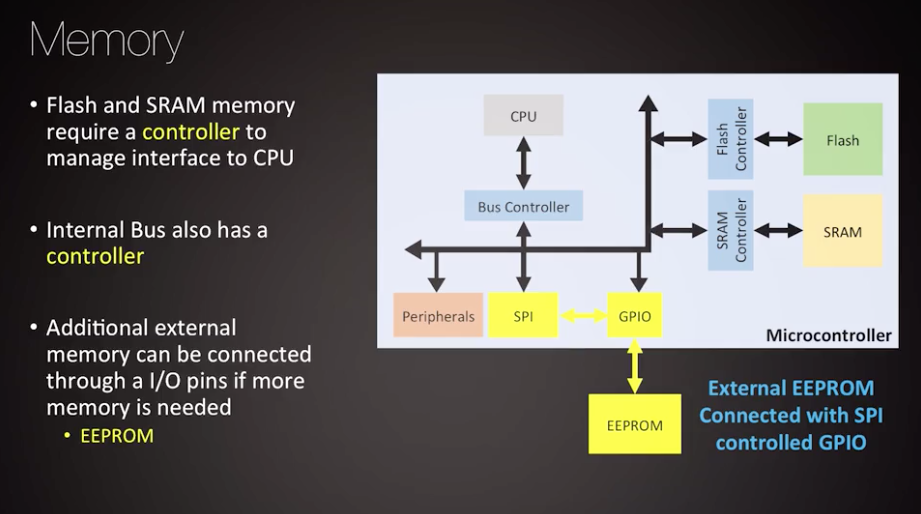 Memory
• Flash and SRAM memory
require a controller to
manage interface to CPU
• Internal Bus also has a
controller
• Additional external
memory can be connected
through a I/O pins if more
memory is needed
• EEPROM
CPU
Bus Controller
Flash
Controller
Flash
SRAM
Controller
SRAM
Peripherals
SPI
GPIO
Microcontroller
EEPROM
External EEPROM
Connected with SPI
controlled GPIO